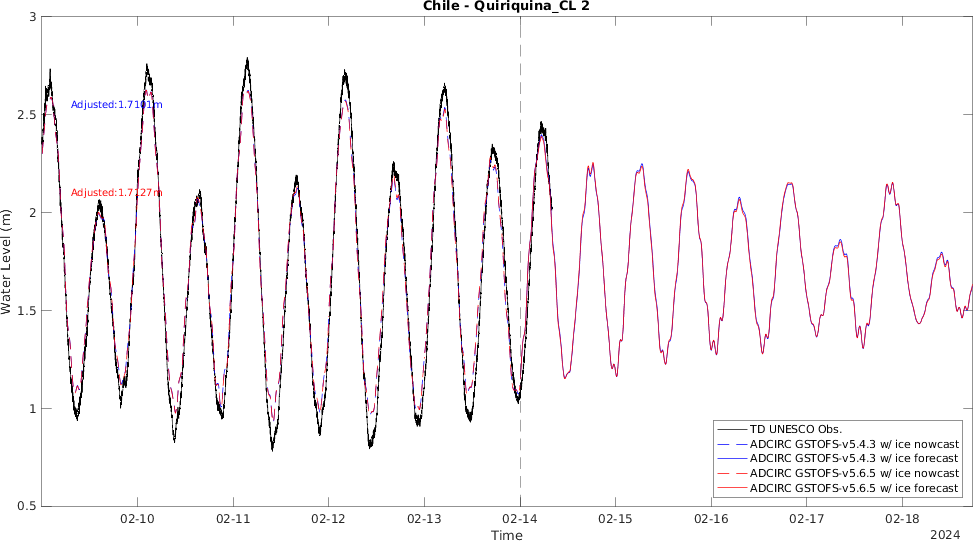 Chile - Quiriquina_CL 2
3
2.5
2
1.5
1
0.5
Water Level (m)
Adjusted:1.7101m
Adjusted:1.7127m
TD UNESCO Obs.
ADCIRC GSTOFS-v5.4.3 w/ ice nowcast
ADCIRC GSTOFS-v5.4.3 w/ ice forecast
ADCIRC GSTOFS-v5.6.5 w/ ice nowcast
ADCIRC GSTOFS-v5.6.5 w/ ice forecast
02-10 02-11 02-12 02-13 02-14 02-15 02-16 02-17 02-18
Time
2024